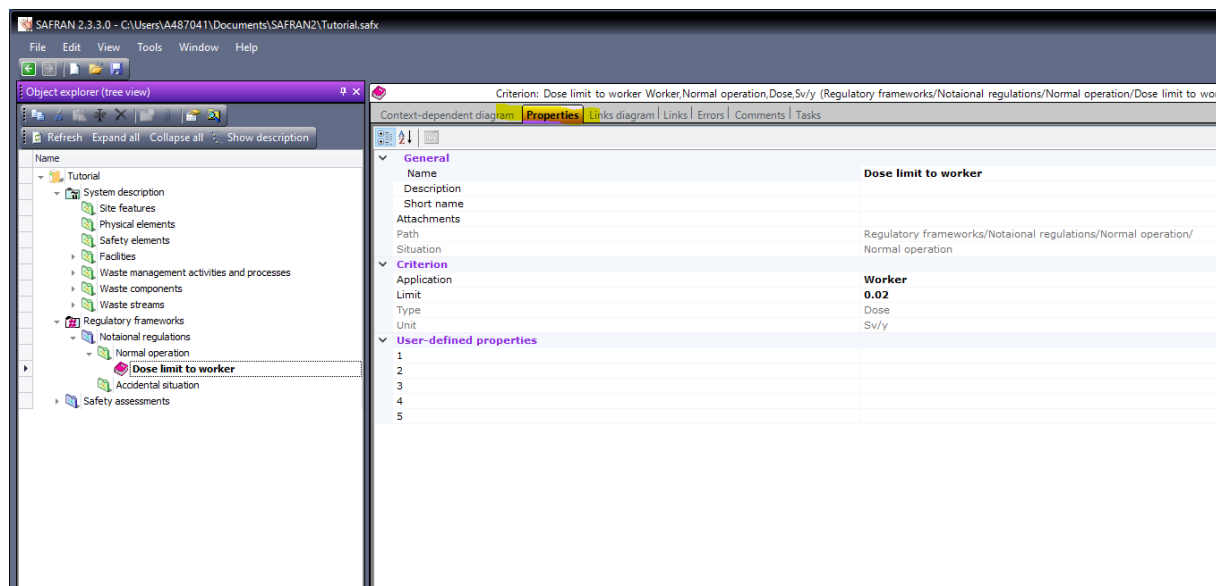 SAFRAN 2.3.3.0 - C:\Users\A487041\Documents\SAFRAN2\Tutorial.safx
File Edit View Tools Window Help
Object explorer (tree view)
Refresh Expand all Collapse all Show description
Name
Tutorial
System description
Site features
Physical elements
Safety elements
Facilities
Waste management activities and processes
Waste components
Waste streams
Regulatory frameworks
Notaional regulations
Normal operation
Dose limit to worker
Accidental situation
Safety assessments
Criterion: Dose limit to worker Worker,Normal operation,Dose,Sv/y (Regulatory frameworks/Notaional regulations/Normal operation/Dose limit to wo
Context-dependent diagram Properties Links diagram Links Errors Comments Tasks
General
Name Dose limit to worker
Description
Short name
Attachments
Path Regulatory frameworks/Notaional regulations/Normal operation/
Situation Normal operation
Criterion
Application Worker
Limit 0.02
Type Dose
Unit Sv/y
User-defined properties
1
2
3
4
5